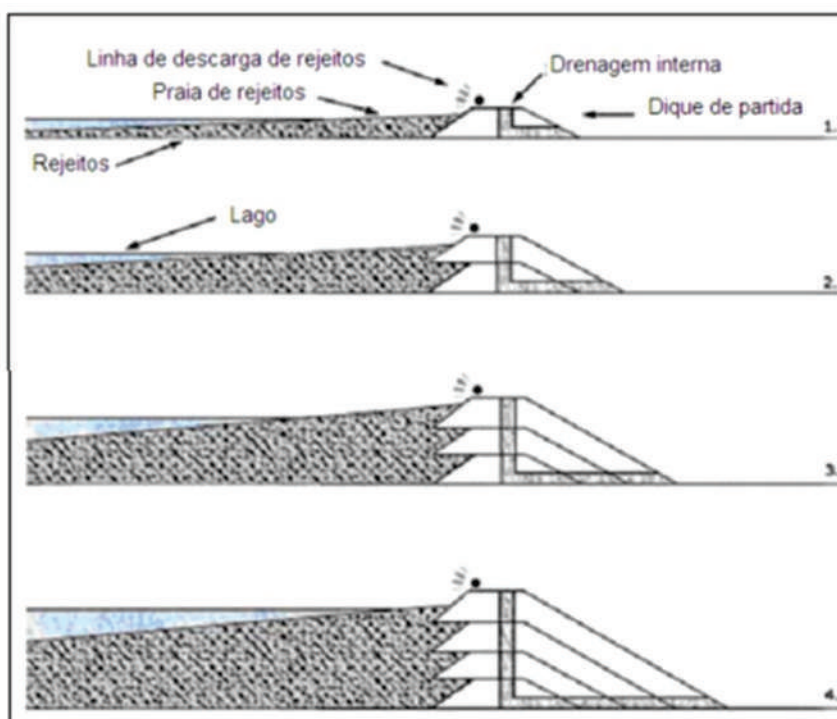 Linha de descarga de rejeitos
Drenagem interna
Praia de rejeitos
Dique de partida
1.
Rejeitos
Lago
2.
3.
4.